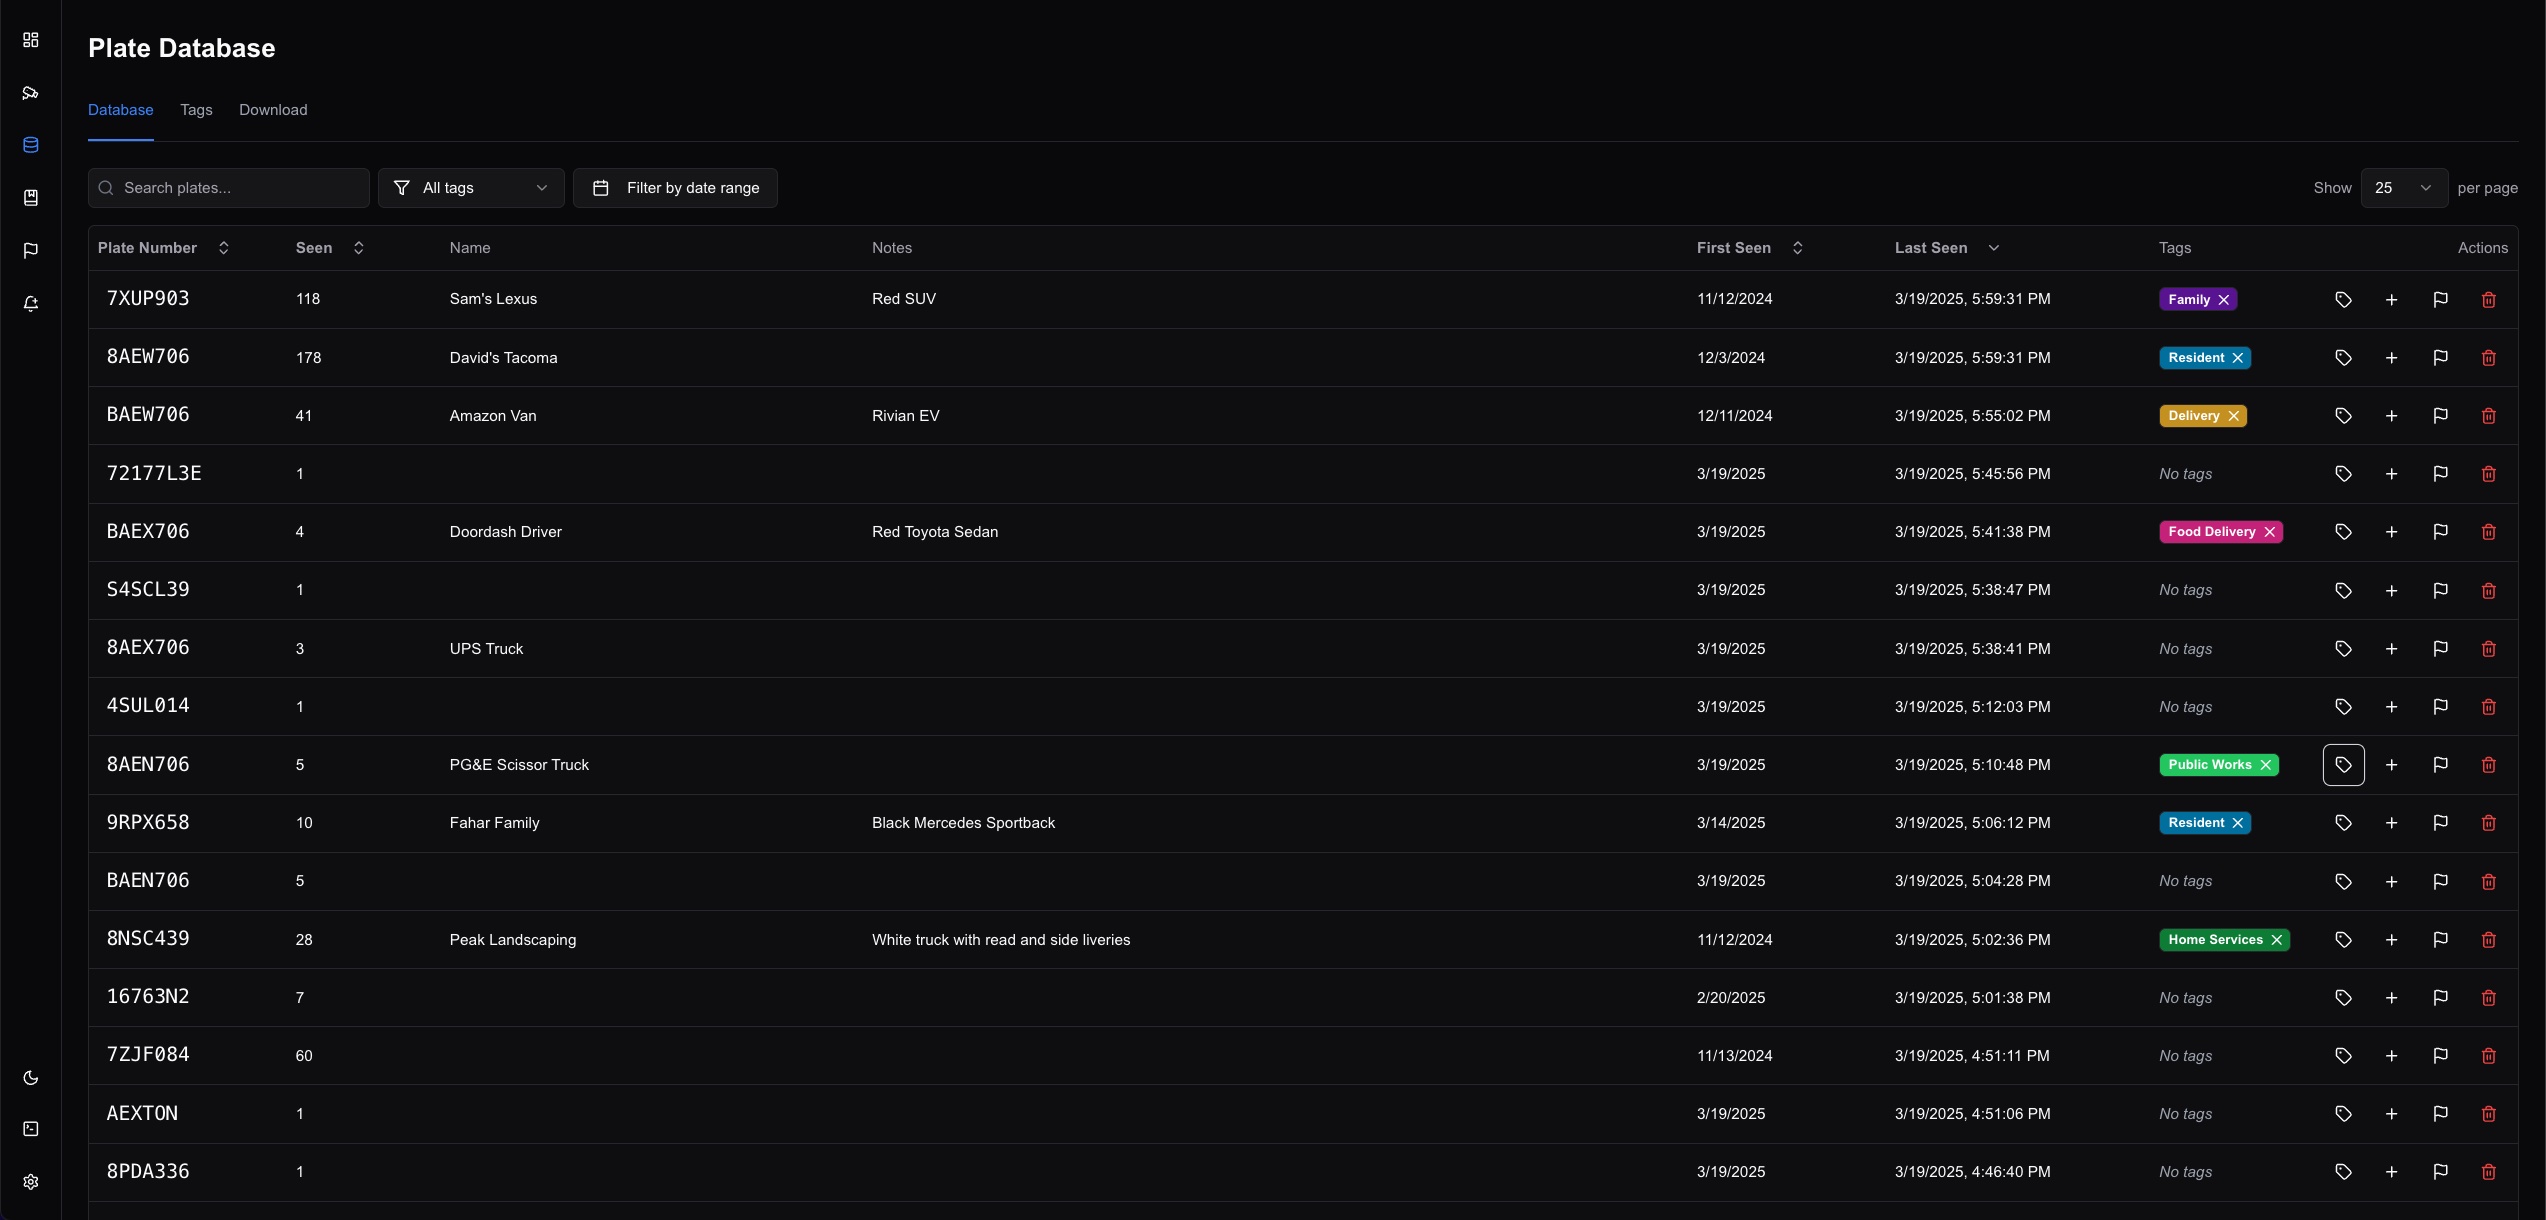 Plate Database
Database Tags Download
Search plates... All tags Filter by date range Show 25 per page
Plate Number Seen Name Notes First Seen Last Seen Tags Actions
7XUP903 118 Sam's Lexus Red SUV 11/12/2024 3/19/2025, 5:59:31 PM Family
8AEW706 178 David's Tacoma 12/3/2024 3/19/2025, 5:59:31 PM Resident
BAEW706 41 Amazon Van Rivian EV 12/11/2024 3/19/2025, 5:55:02 PM Delivery
72177L3E 1 3/19/2025 3/19/2025, 5:45:56 PM No tags
BAEX706 4 Doordash Driver Red Toyota Sedan 3/19/2025 3/19/2025, 5:41:38 PM Food Delivery
S4SCL39 1 3/19/2025 3/19/2025, 5:38:47 PM No tags
8AEX706 3 UPS Truck 3/19/2025 3/19/2025, 5:38:41 PM No tags
4SUL014 1 3/19/2025 3/19/2025, 5:12:03 PM No tags
8AEN706 5 PG&E Scissor Truck 3/19/2025 3/19/2025, 5:10:48 PM Public Works
9RPX658 10 Fahar Family Black Mercedes Sportback 3/14/2025 3/19/2025, 5:06:12 PM Resident
BAEN706 5 3/19/2025 3/19/2025, 5:04:28 PM No tags
8NSC439 28 Peak Landscaping White truck with read and side liveries 11/12/2024 3/19/2025, 5:02:36 PM Home Services
16763N2 7 2/20/2025 3/19/2025, 5:01:38 PM No tags
7ZJF084 60 11/13/2024 3/19/2025, 4:51:11 PM No tags
AEXTON 1 3/19/2025 3/19/2025, 4:51:06 PM No tags
8PDA336 1 3/19/2025 3/19/2025, 4:46:40 PM No tags